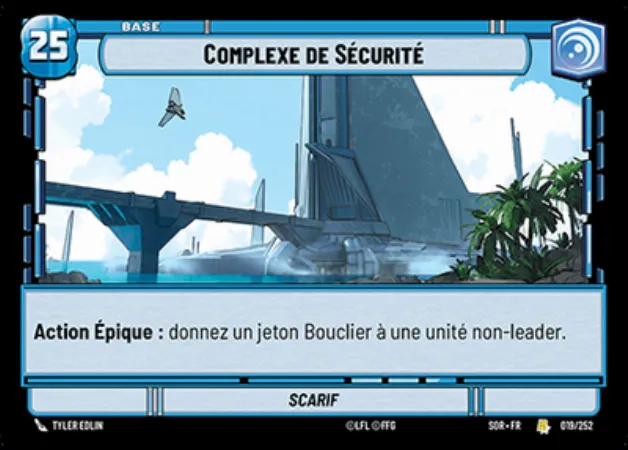 BASE
25
COMPLEXE DE SÉCURITÉ
Action Épique : donnez un jeton Bouclier à une unité non-leader.
SCARIF
TYLER EDLIN
©LFL ©FFG
SOR • FR
019/252